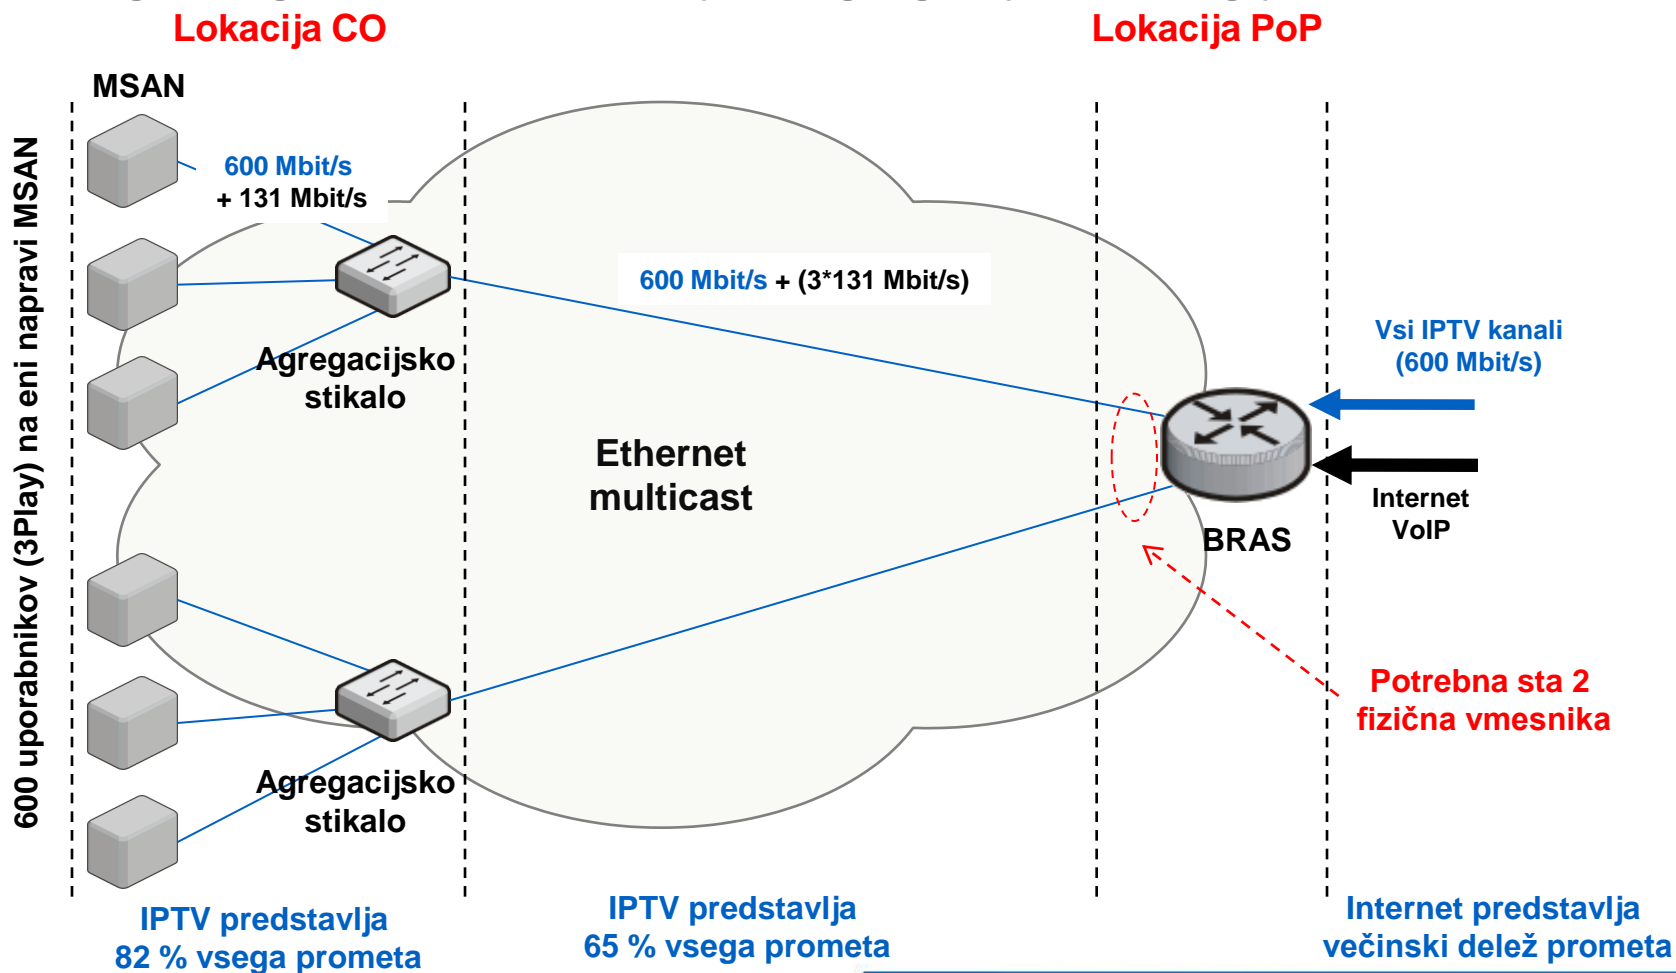 Lokacija CO
Lokacija PoP
MSAN
600 uporabnikov (3Play) na eni napravi MSAN
600 Mbit/s
+ 131 Mbit/s
600 Mbit/s + (3*131 Mbit/s)
Vsi IPTV kanali
(600 Mbit/s)
Agregacijsko
stikalo
Ethernet
multicast
Internet
VoIP
BRAS
Potrebna sta 2
fizična vmesnika
Agregacijsko
stikalo
IPTV predstavlja
82 % vsega prometa
IPTV predstavlja
65 % vsega prometa
Internet predstavlja
večinski delež prometa